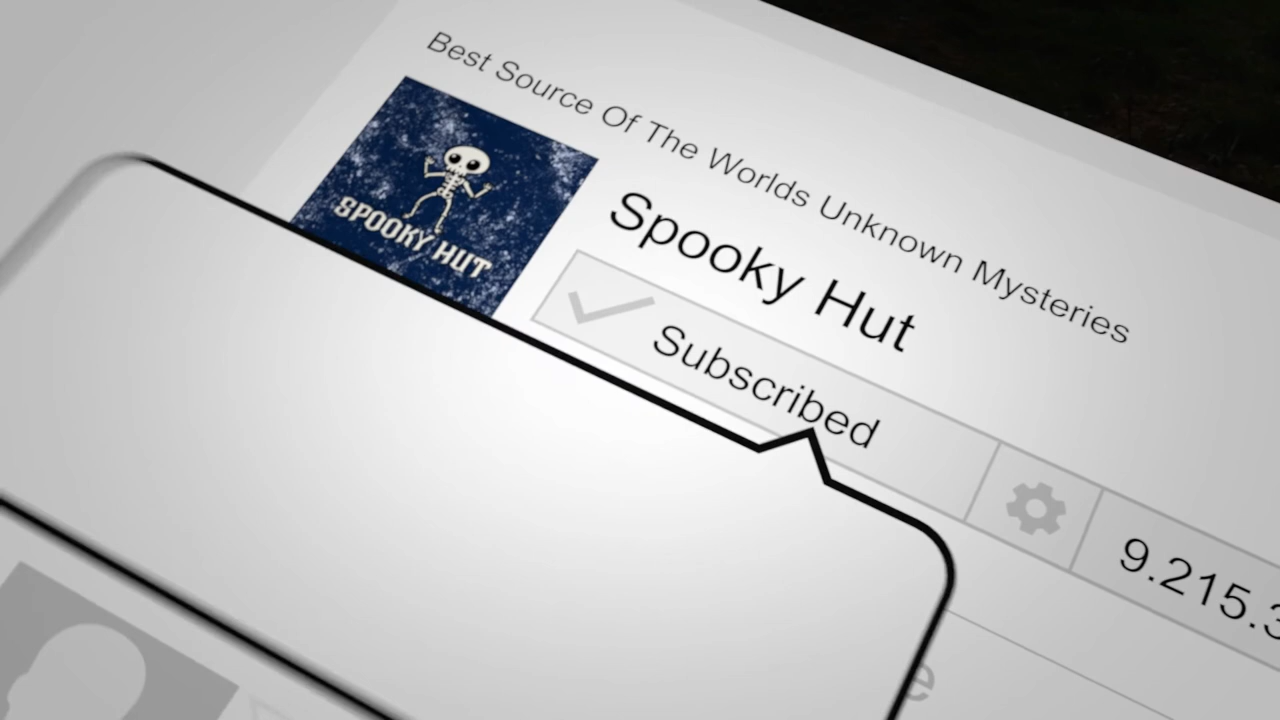 Best Source Of The Worlds Unknown Mysteries
SPOOKY HUT
Spooky Hut
Subscribed
9.215.3
e